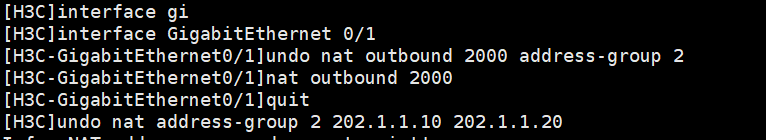 [H3C]interface gi
[H3C]interface GigabitEthernet 0/1
[H3C-GigabitEthernet0/1]undo nat outbound 2000 address-group 2
[H3C-GigabitEthernet0/1]nat outbound 2000
[H3C-GigabitEthernet0/1]quit
[H3C]undo nat address-group 2 202.1.1.10 202.1.1.20